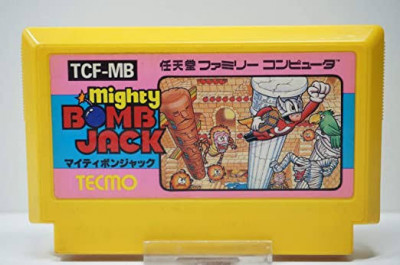 TCF-MB
任天堂ファミリーコンピュータ
mighty
BOMB
JACK
マイティボンジャック
TECMO